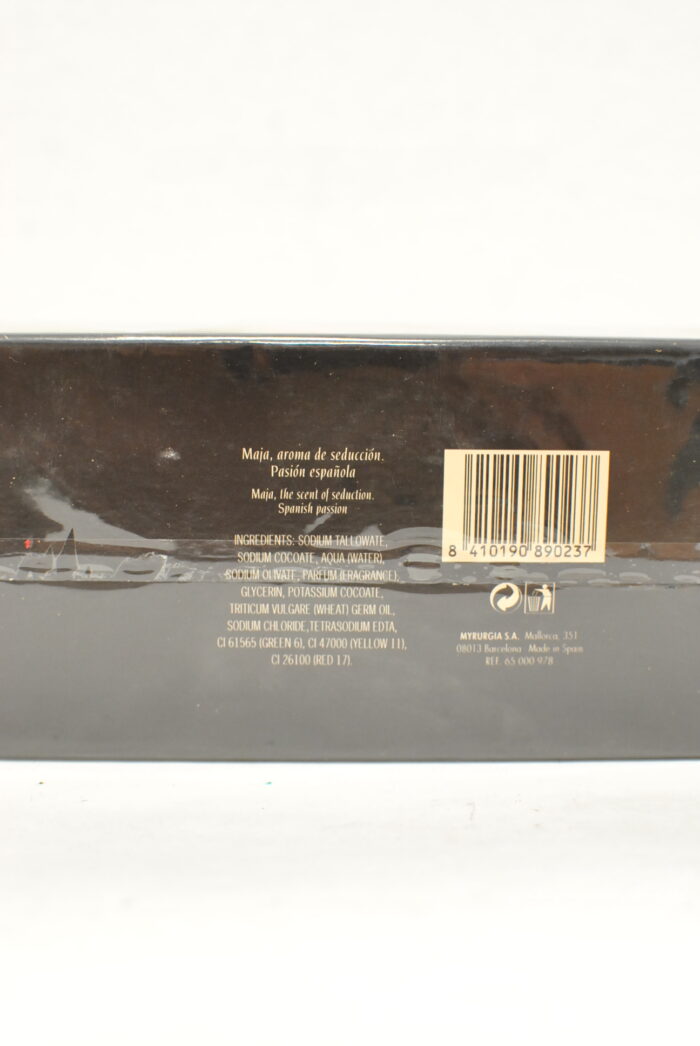 Maja, aroma de seducción.
Pasión española
Maja, the scent of seduction.
Spanish passion
INGREDIENTS: SODIUM TALLOWATE,
SODIUM COCOATE, AQUA (WATER),
SODIUM OLIVATE, PARFUM (FRAGRANCE),
GLYCERIN, POTASSIUM COCOATE,
TRITICUM VULGARE (WHEAT) GERM OIL,
SODIUM CHLORIDE, TETRASODIUM EDTA,
CI 61565 (GREEN 6), CI 47000 (YELLOW 11),
CI 26100 (RED 17).
8 410190 890237
MYRURGIA S.A. Mallorca, 351
08013 Barcelona Made in Spain
REF. 65 000 978